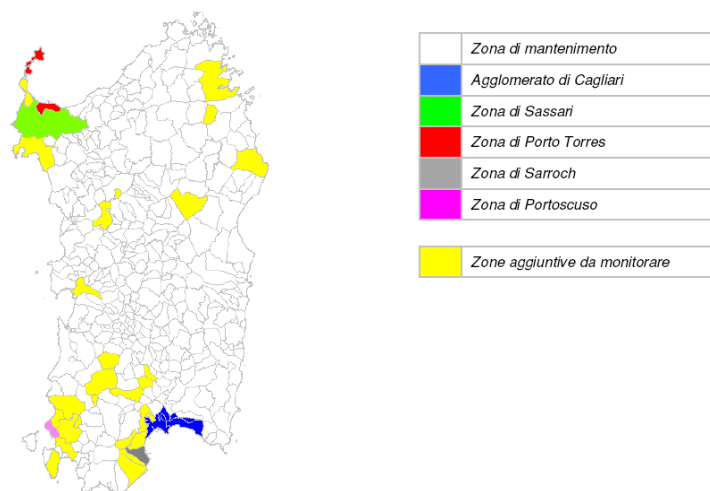 Zona di mantenimento
Agglomerato di Cagliari
Zona di Sassari
Zona di Porto Torres
Zona di Sarroch
Zona di Portoscuso
Zone aggiuntive da monitorare